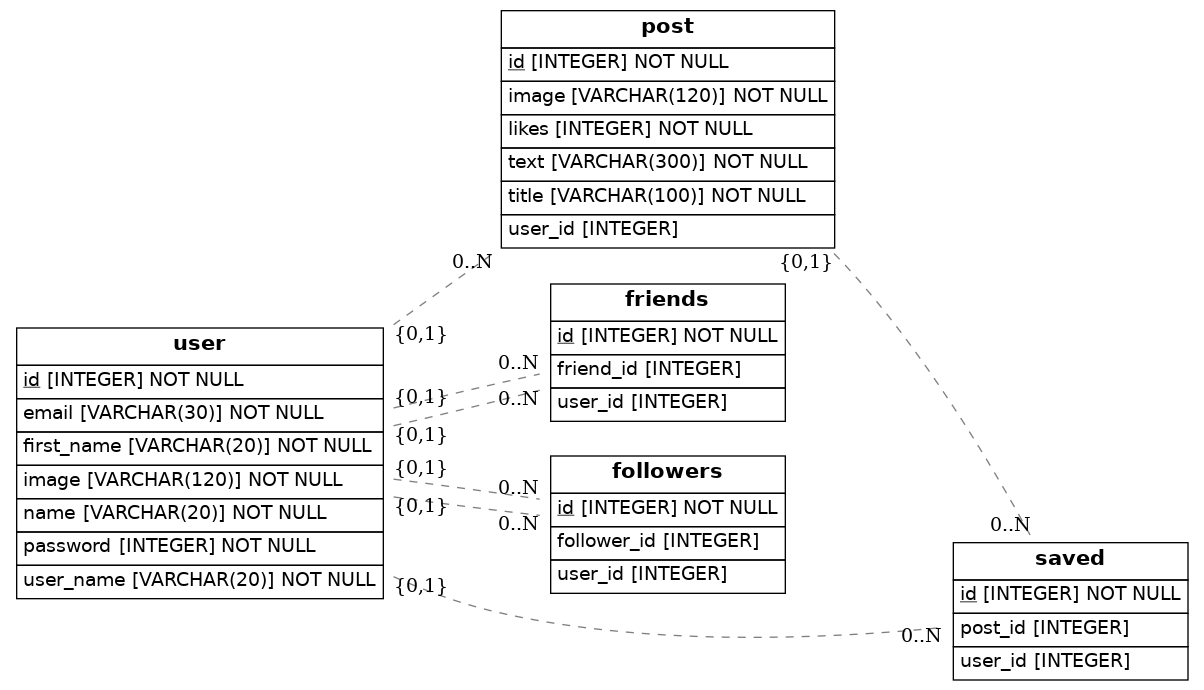 post
id [INTEGER] NOT NULL
image [VARCHAR(120)] NOT NULL
likes [INTEGER] NOT NULL
text [VARCHAR(300)] NOT NULL
title [VARCHAR(100)] NOT NULL
user_id [INTEGER]
0..N
{0,1}
{0,1}
friends
id [INTEGER] NOT NULL
friend_id [INTEGER]
user_id [INTEGER]
user
id [INTEGER] NOT NULL
email [VARCHAR(30)] NOT NULL
first_name [VARCHAR(20)] NOT NULL
image [VARCHAR(120)] NOT NULL
name [VARCHAR(20)] NOT NULL
password [INTEGER] NOT NULL
user_name [VARCHAR(20)] NOT NULL
0..N
{0,1}
0..N
{0,1}
{0,1}
0..N
{0,1}
0..N
followers
id [INTEGER] NOT NULL
follower_id [INTEGER]
user_id [INTEGER]
{0,1}
0..N
0..N
saved
id [INTEGER] NOT NULL
post_id [INTEGER]
user_id [INTEGER]